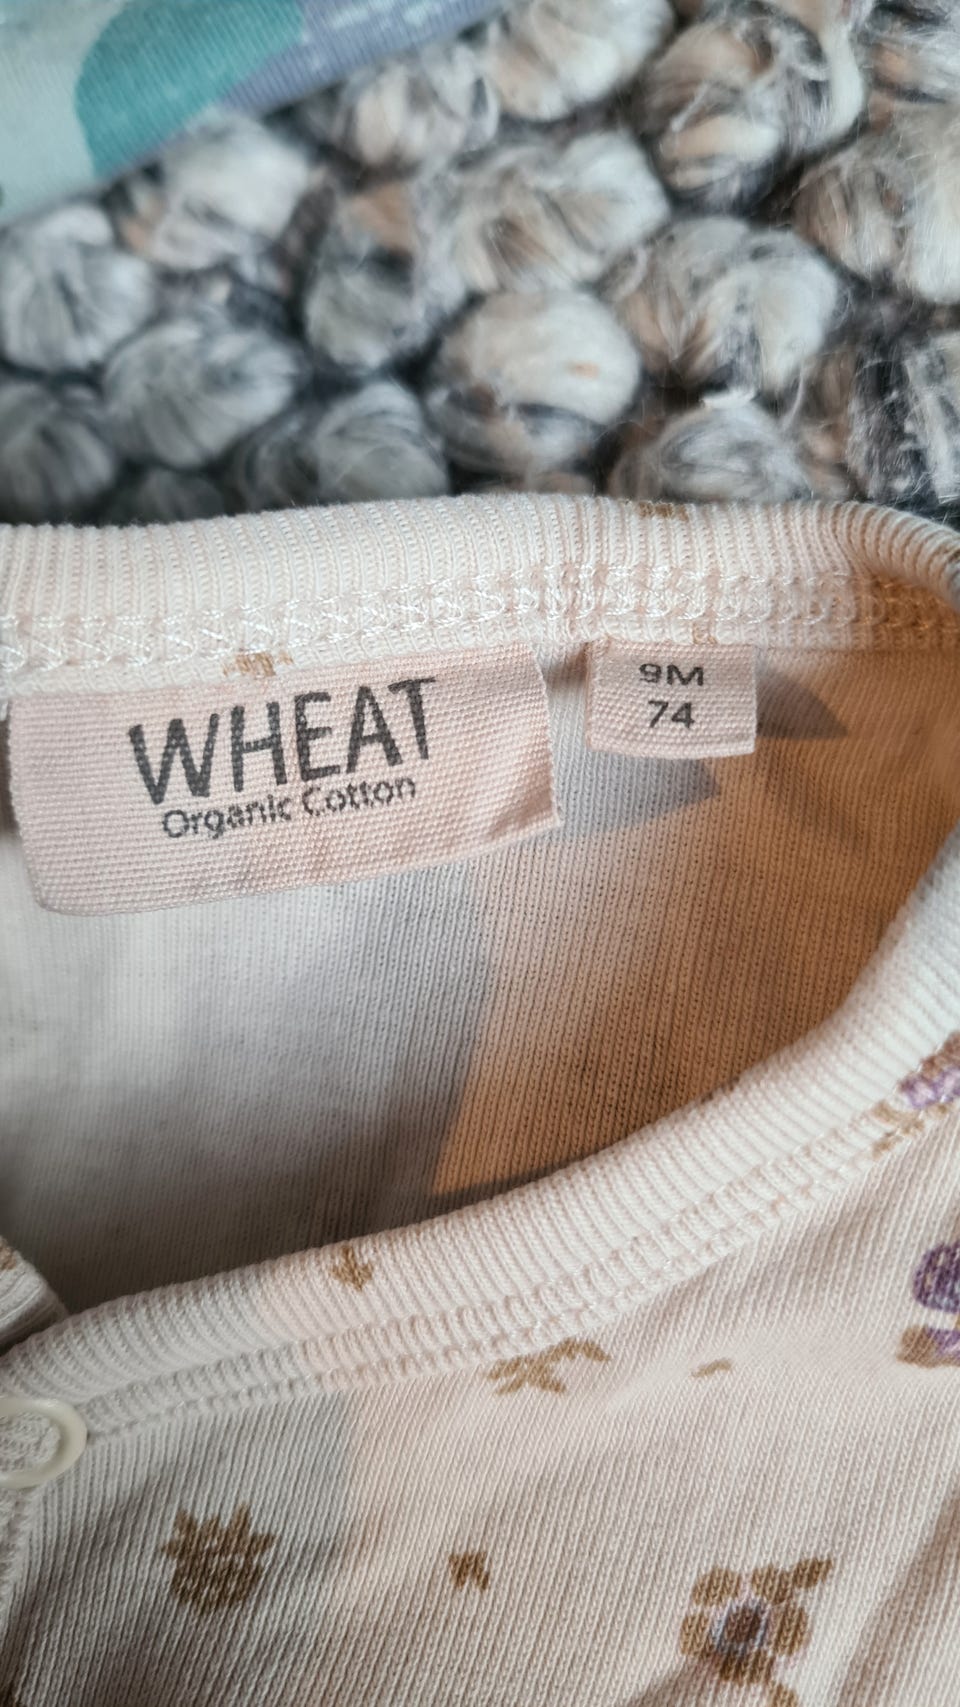 WHEAT
Organic Cotton
9M
74